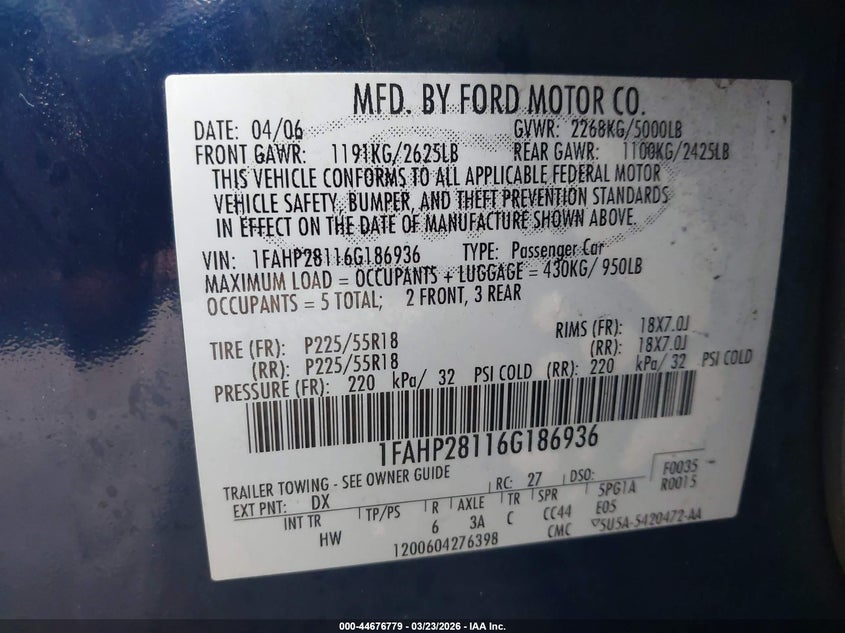 MFD. BY FORD MOTOR CO.
DATE: 04/06 GVWR: 2268KG/5000LB
FRONT GAWR: 1191KG/2625LB REAR GAWR: 1100KG/2425LB
THIS VEHICLE CONFORMS TO ALL APPLICABLE FEDERAL MOTOR
VEHICLE SAFETY, BUMPER, AND THEFT PREVENTION STANDARDS
IN EFFECT ON THE DATE OF MANUFACTURE SHOWN ABOVE.
VIN: 1FAHP28116G186936 TYPE: Passenger Car
MAXIMUM LOAD = OCCUPANTS + LUGGAGE = 430KG/ 950LB
OCCUPANTS = 5 TOTAL; 2 FRONT, 3 REAR
TIRE (FR): P225/55R18 RIMS (FR): 18X7.0J
(RR): P225/55R18 (RR): 18X7.0J
PRESSURE (FR): 220 kPa/ 32 PSI COLD (RR): 220 kPa/ 32 PSI COLD
1FAHP28116G186936
TRAILER TOWING - SEE OWNER GUIDE
EXT PNT: DX RC: 27 DSO: F0035
R0015
INT TR TP/PS R AXLE TR SPR 5PG1A
HW 6 3A C CC44 E05
CMC 5U5A-5420472-AA
1200604276398
000-44676779 — 03/23/2026 — IAA Inc.